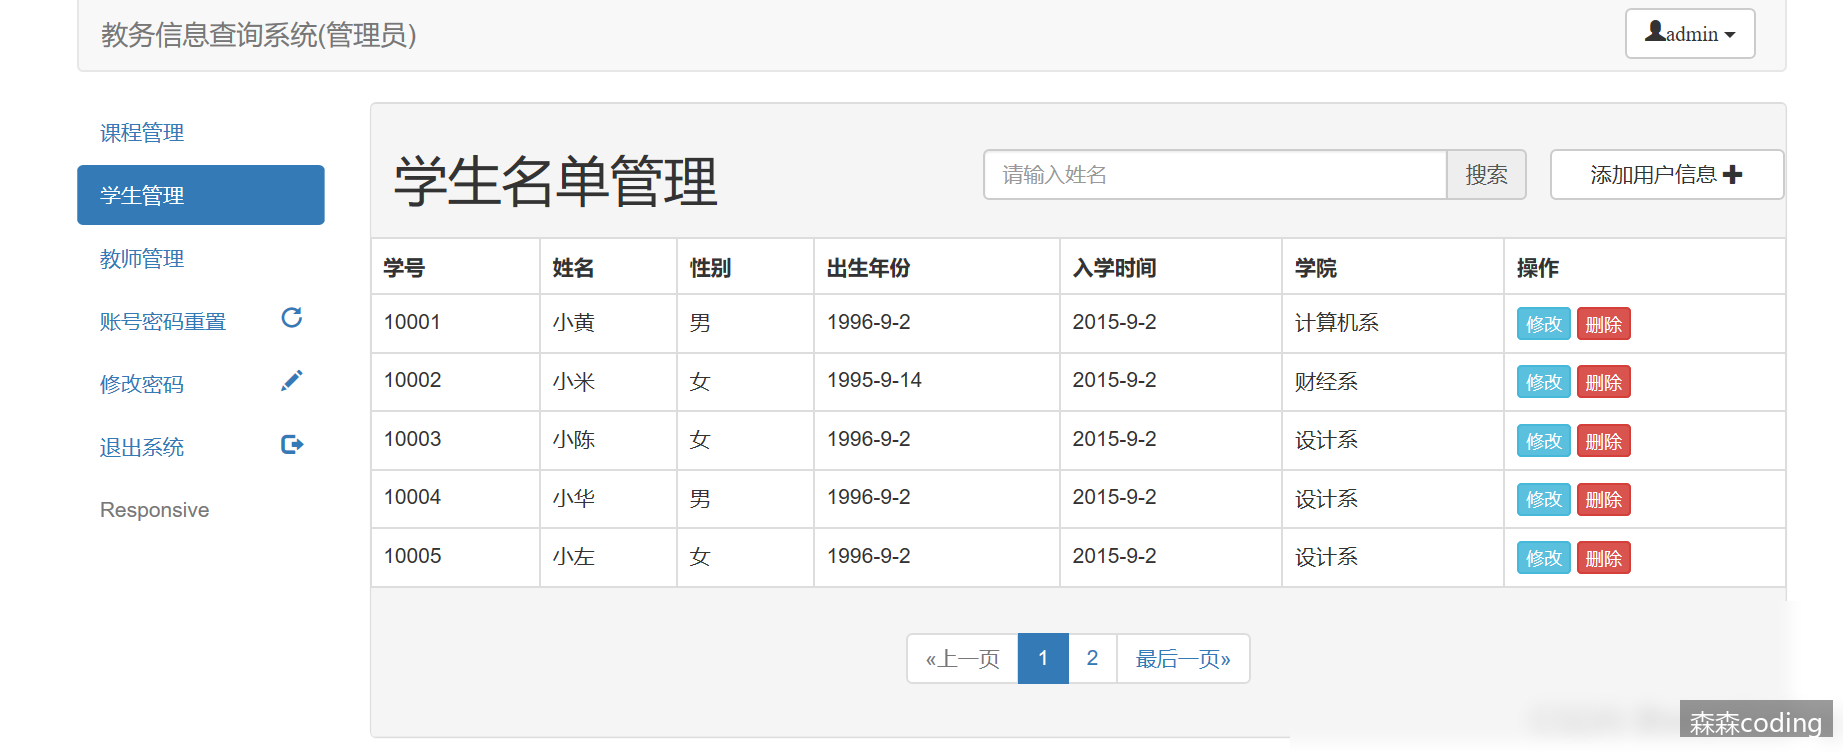 教务信息查询系统(管理员)
admin
课程管理
学生管理
教师管理
账号密码重置
修改密码
退出系统
Responsive
学生名单管理
请输入姓名 搜索 添加用户信息
学号 姓名 性别 出生年份 入学时间 学院 操作
10001 小黄 男 1996-9-2 2015-9-2 计算机系 修改 删除
10002 小米 女 1995-9-14 2015-9-2 财经系 修改 删除
10003 小陈 女 1996-9-2 2015-9-2 设计系 修改 删除
10004 小华 男 1996-9-2 2015-9-2 设计系 修改 删除
10005 小左 女 1996-9-2 2015-9-2 设计系 修改 删除
«上一页 1 2 最后一页»
森森coding